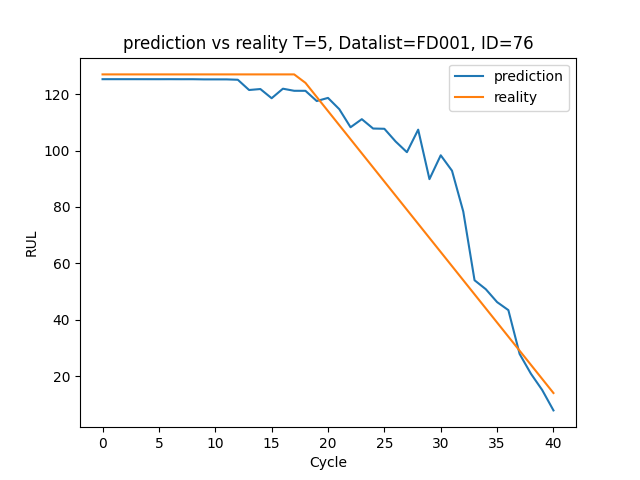 prediction vs reality T=5, Datalist=FD001, ID=76
prediction
reality
RUL
120
100
80
60
40
20
0 5 10 15 20 25 30 35 40
Cycle